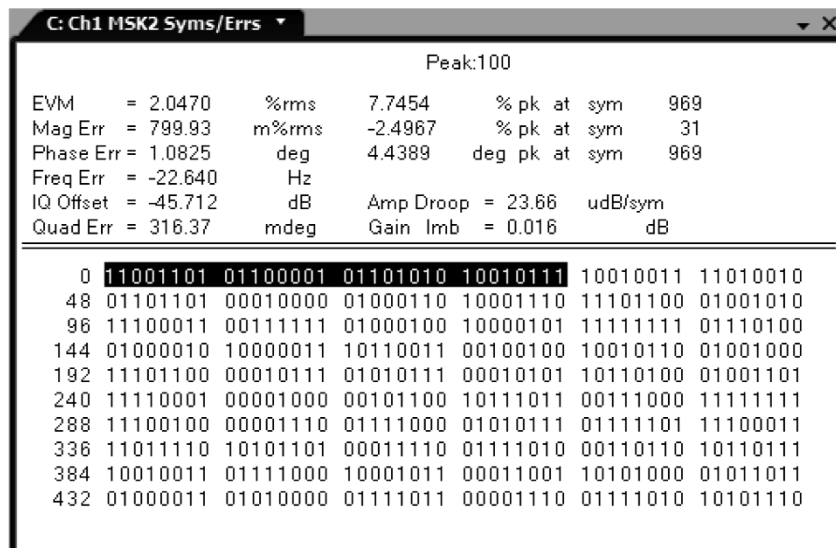 C: Ch1 MSK2 Syms/Errs
Peak:100
EVM = 2.0470 %rms 7.7454 % pk at sym 969
Mag Err = 799.93 m%rms -2.4967 % pk at sym 31
Phase Err = 1.0825 deg 4.4389 deg pk at sym 969
Freq Err = -22.640 Hz
IQ Offset = -45.712 dB Amp Droop = 23.66 udB/sym
Quad Err = 316.37 mdeg Gain Imb = 0.016 dB
0 11001101 01100001 01101010 10010111 10010011 11010010
48 01101101 00010000 01000110 10001110 11101100 01001010
96 11100011 00111111 01000100 10000101 11111111 01110100
144 01000010 10000011 10110011 00100100 10010110 01001000
192 11101100 00010111 01010111 00010101 10110100 01001101
240 11110001 00001000 00101100 10111011 00111000 11111111
288 11100100 00001110 01111000 01010111 01111101 11100011
336 11011110 10101101 00011110 01111010 00110110 10110111
384 10010011 01111000 10001011 00011001 10101000 01011011
432 01000011 01010000 01111011 00001110 01111010 10101110